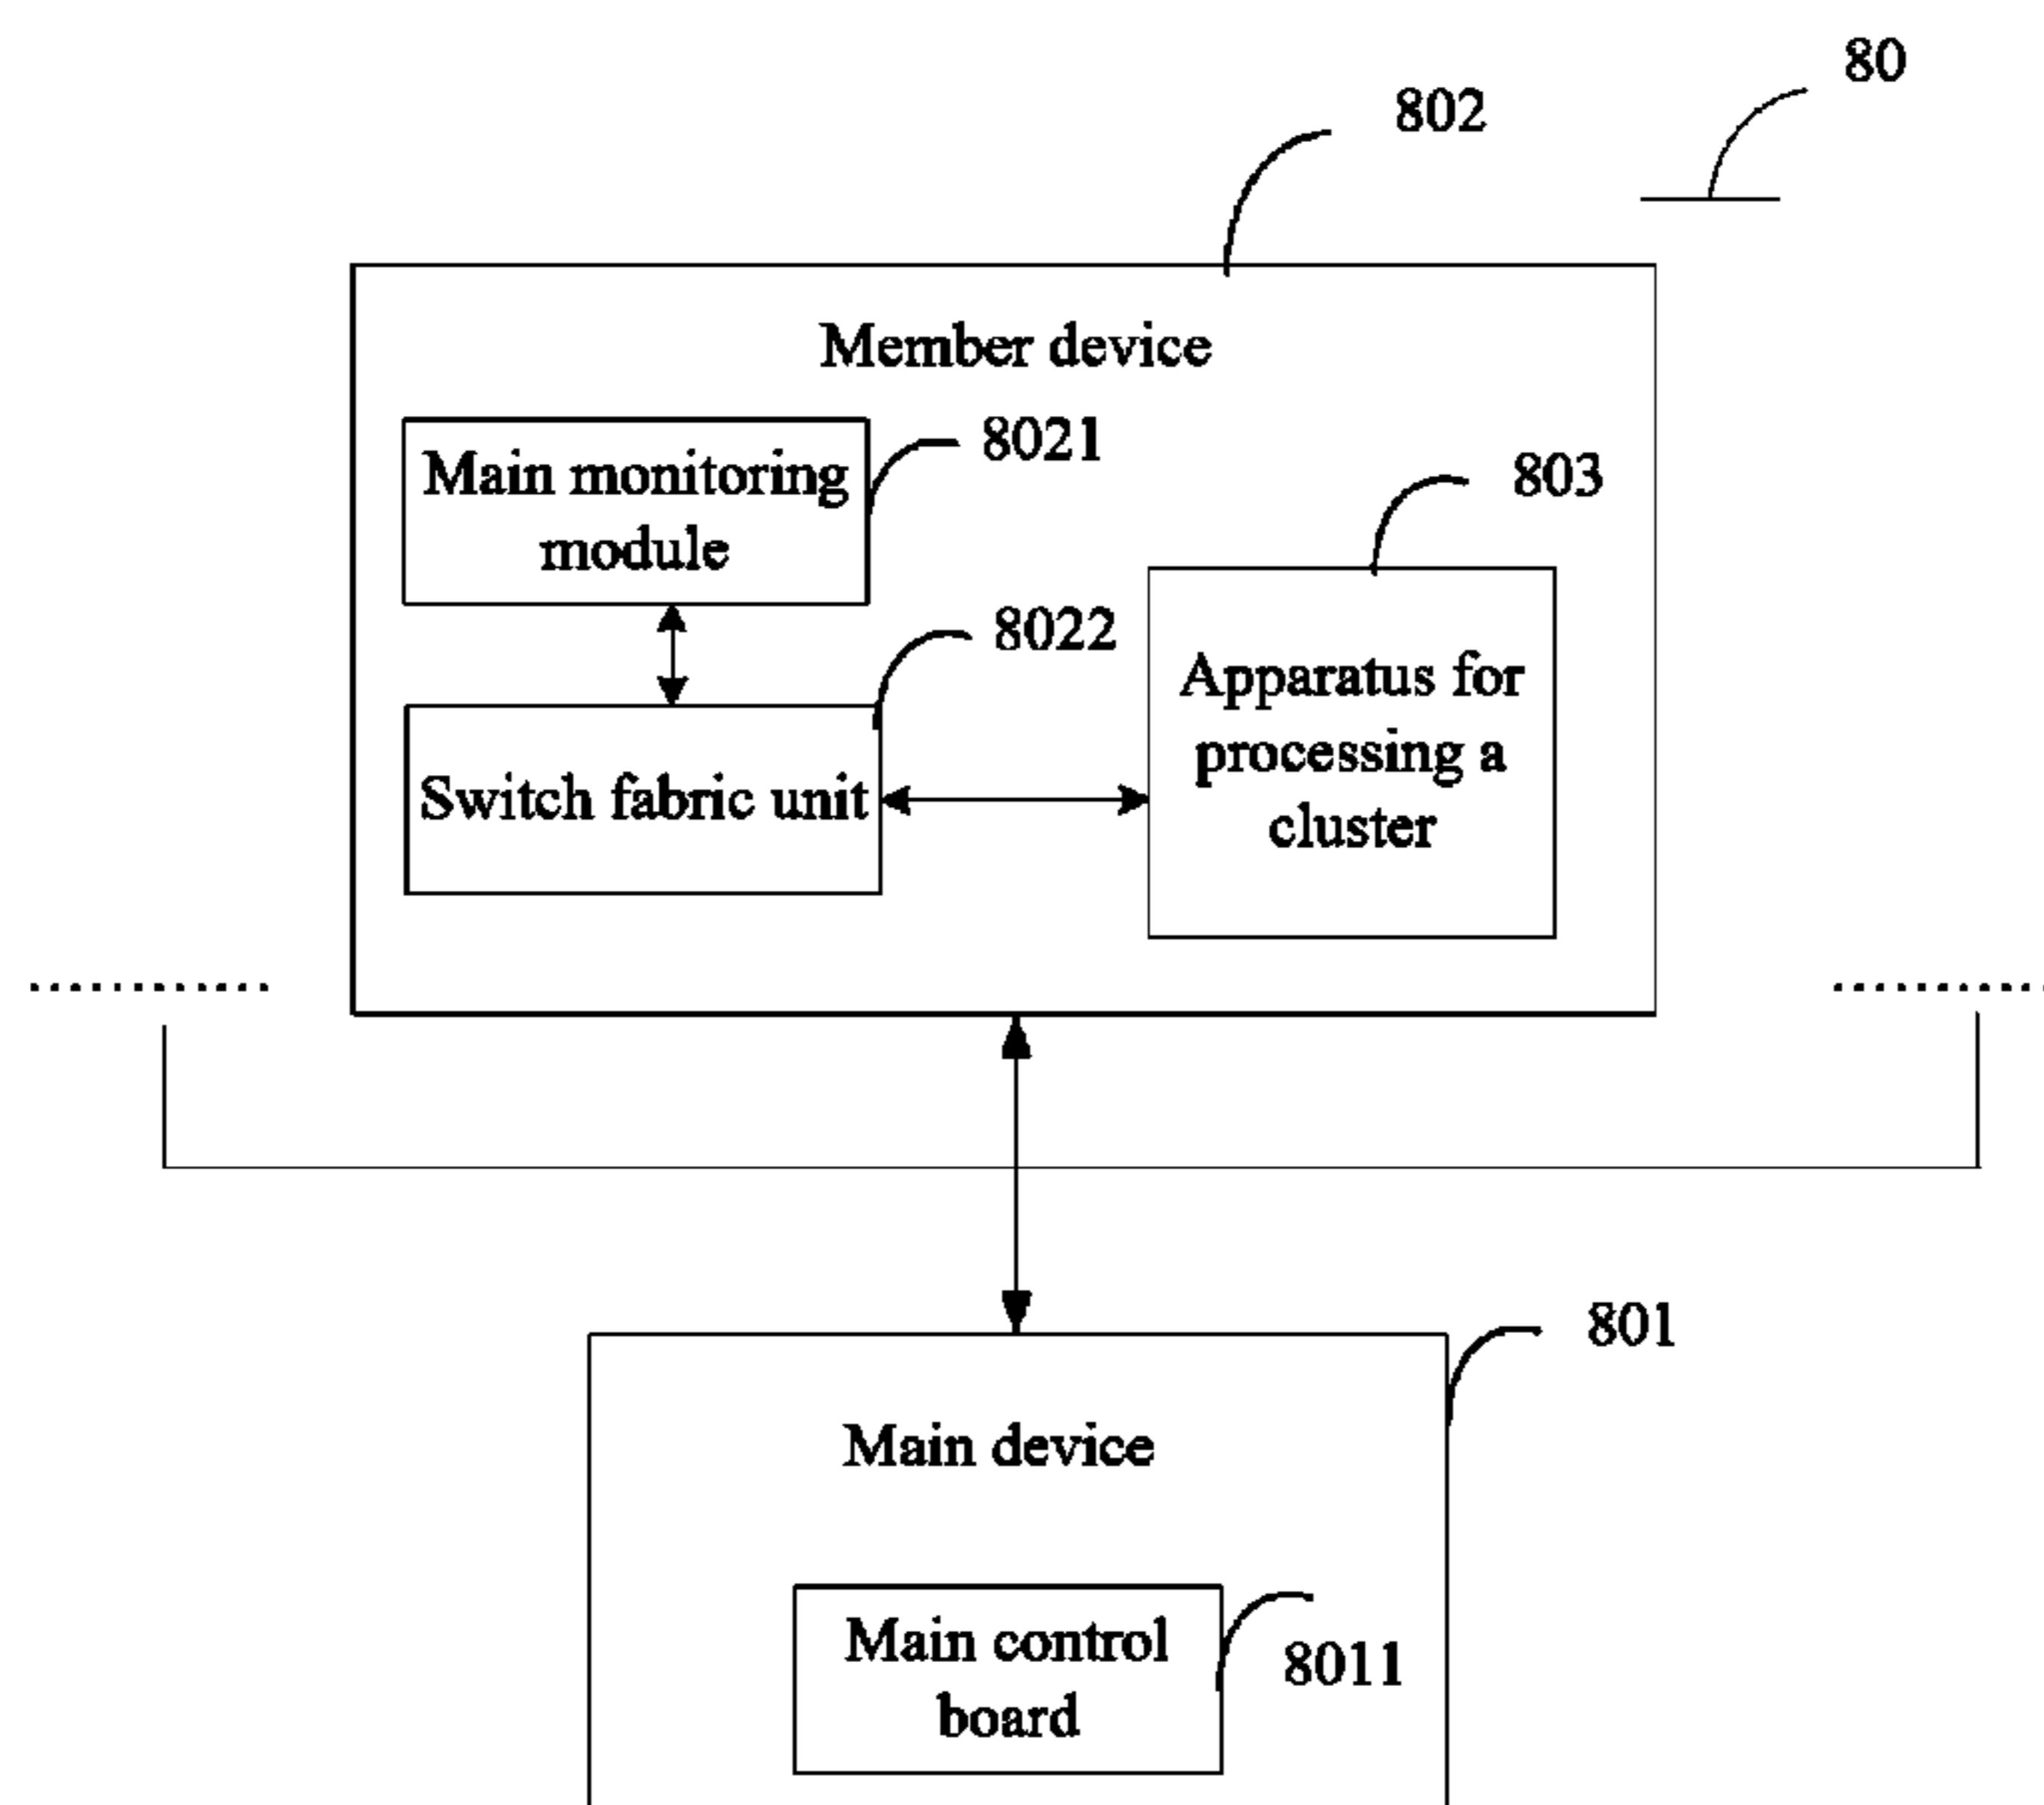 80
802
Member device
Main monitoring
module
8021
803
8022
Apparatus for
processing a
cluster
Switch fabric unit
801
Main device
Main control
board
8011